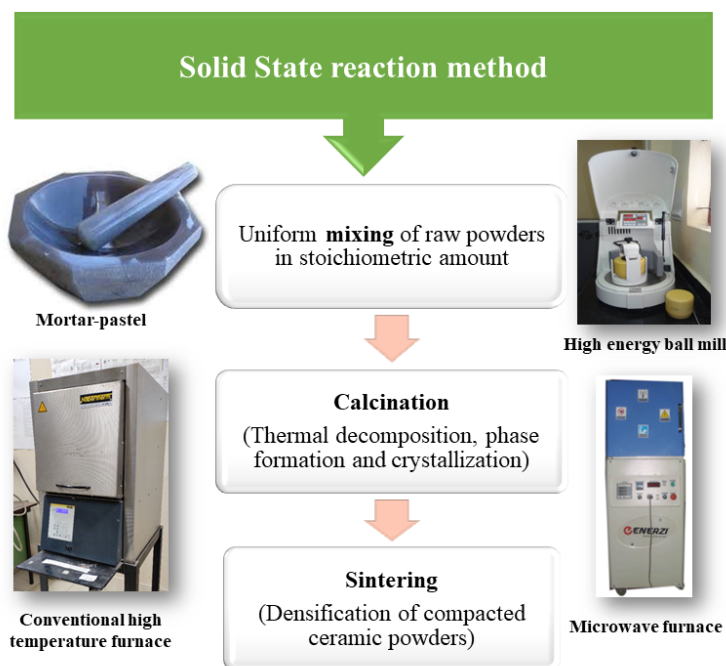 Solid State reaction method
Uniform mixing of raw powders
in stoichiometric amount
Mortar-pastel
High energy ball mill
Calcination
(Thermal decomposition, phase
formation and crystallization)
Nabertherm
ENERZI
Sintering
(Densification of compacted
ceramic powders)
Conventional high
temperature furnace
Microwave furnace